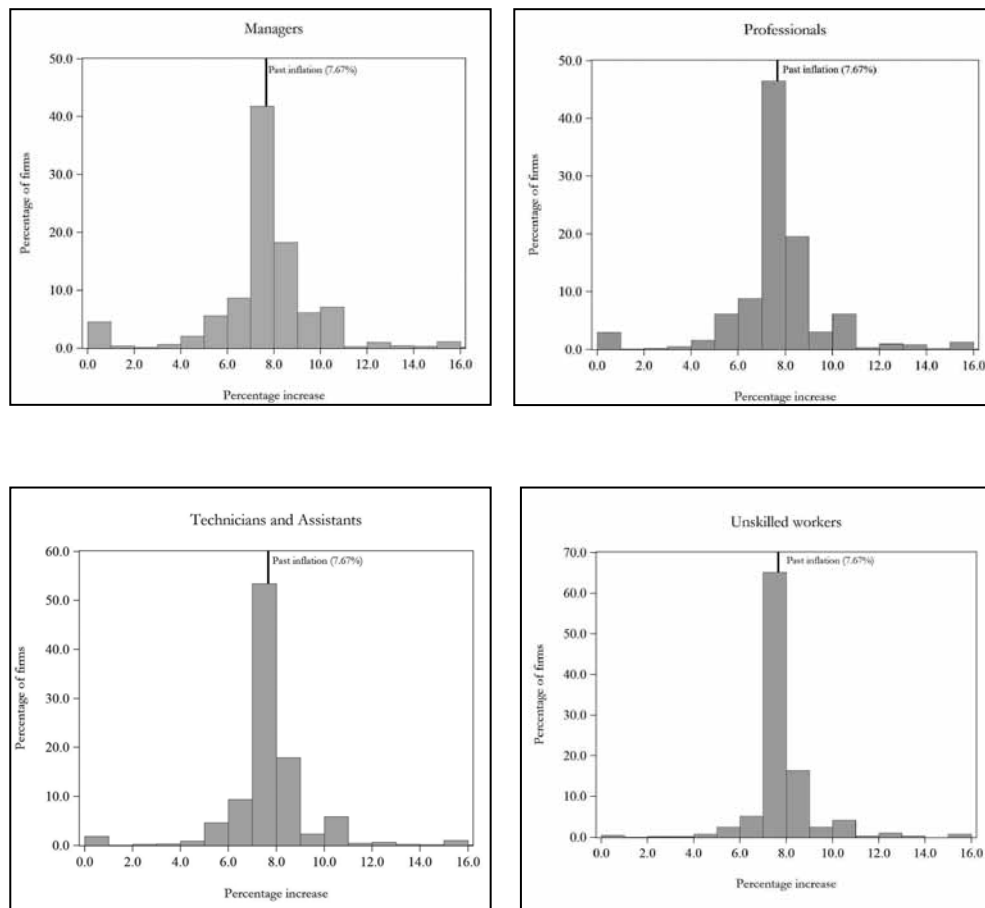 Managers
Past inflation (7.67%)
50.0
40.0
30.0
20.0
10.0
0.0
Percentage of firms
0.0 2.0 4.0 6.0 8.0 10.0 12.0 14.0 16.0
Percentage increase
Professionals
Past inflation (7.67%)
50.0
40.0
30.0
20.0
10.0
0.0
Percentage of firms
0.0 2.0 4.0 6.0 8.0 10.0 12.0 14.0 16.0
Percentage increase
Technicians and Assistants
Past inflation (7.67%)
60.0
50.0
40.0
30.0
20.0
10.0
0.0
Percentage of firms
0.0 2.0 4.0 6.0 8.0 10.0 12.0 14.0 16.0
Percentage increase
Unskilled workers
Past inflation (7.67%)
70.0
60.0
50.0
40.0
30.0
20.0
10.0
0.0
Percentage of firms
0.0 2.0 4.0 6.0 8.0 10.0 12.0 14.0 16.0
Percentage increase